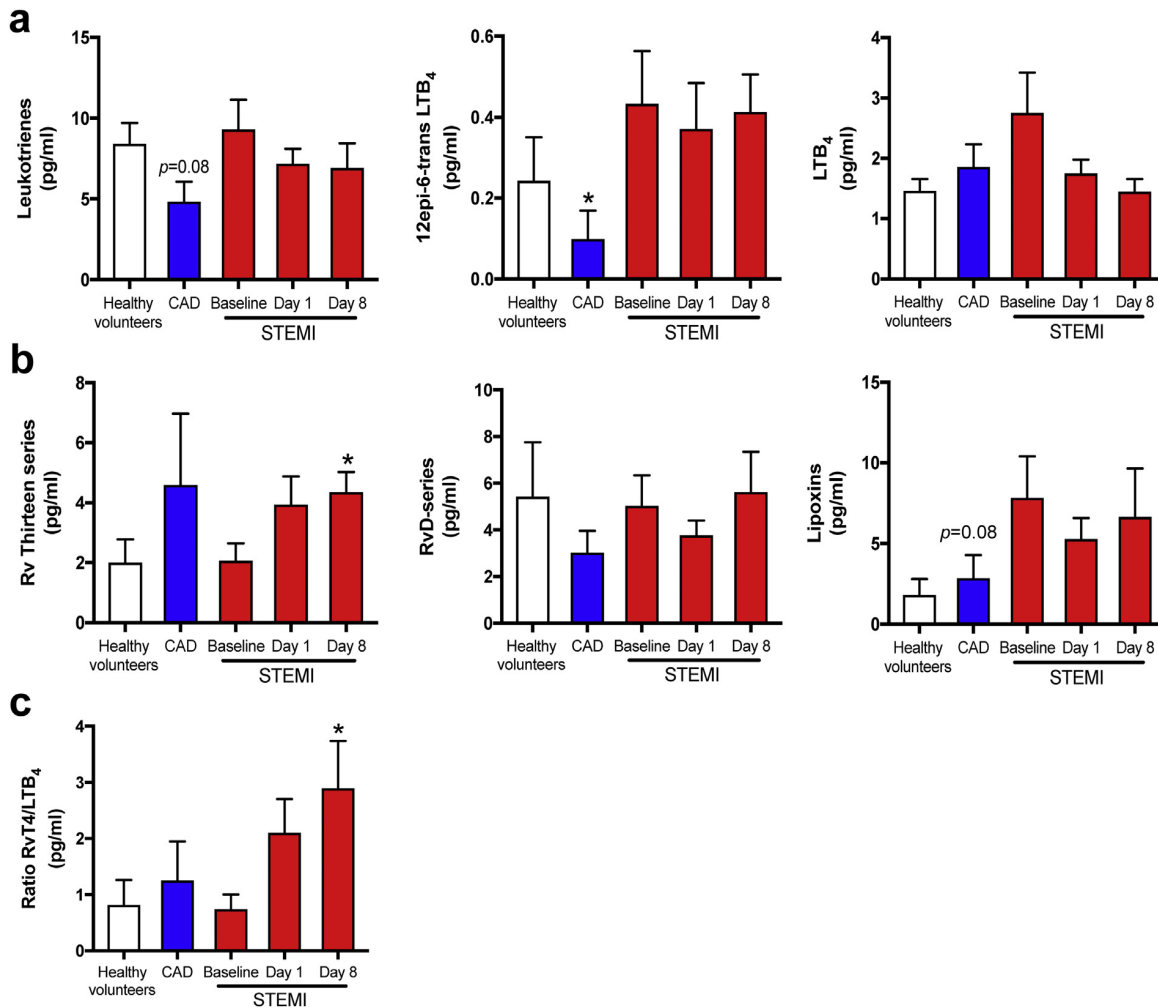 a
Leukotrienes
(pg/ml)
15
10
5
0
p=0.08
Healthy
volunteers
CAD
Baseline
Day 1
Day 8
STEMI
12epi-6-trans LTB4
(pg/ml)
0.6
0.4
0.2
0.0
*
Healthy
volunteers
CAD
Baseline
Day 1
Day 8
STEMI
LTB4
(pg/ml)
4
3
2
1
0
Healthy
volunteers
CAD
Baseline
Day 1
Day 8
STEMI
b
Rv Thirteen series
(pg/ml)
8
6
4
2
0
*
Healthy
volunteers
CAD
Baseline
Day 1
Day 8
STEMI
RvD-series
(pg/ml)
10
8
6
4
2
0
Healthy
volunteers
CAD
Baseline
Day 1
Day 8
STEMI
Lipoxins
(pg/ml)
15
10
5
0
p=0.08
Healthy
volunteers
CAD
Baseline
Day 1
Day 8
STEMI
c
Ratio RvT4/LTB4
(pg/ml)
4
3
2
1
0
*
Healthy
volunteers
CAD
Baseline
Day 1
Day 8
STEMI